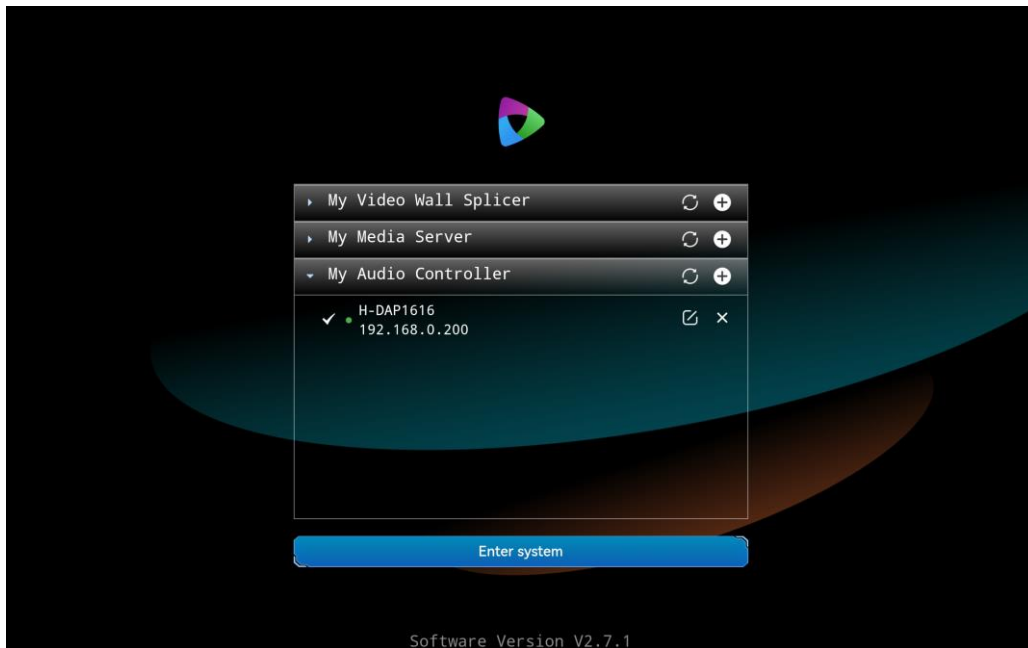 My Video Wall Splicer
My Media Server
My Audio Controller
H-DAP1616
192.168.0.200
Enter system
Software Version V2.7.1